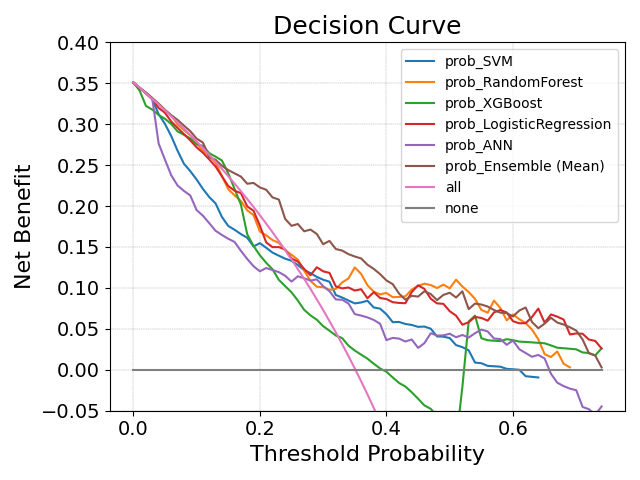 Decision Curve
prob_SVM
prob_RandomForest
prob_XGBoost
prob_LogisticRegression
prob_ANN
prob_Ensemble (Mean)
all
none
Net Benefit
0.40
0.35
0.30
0.25
0.20
0.15
0.10
0.05
0.00
−0.05
0.0 0.2 0.4 0.6
Threshold Probability